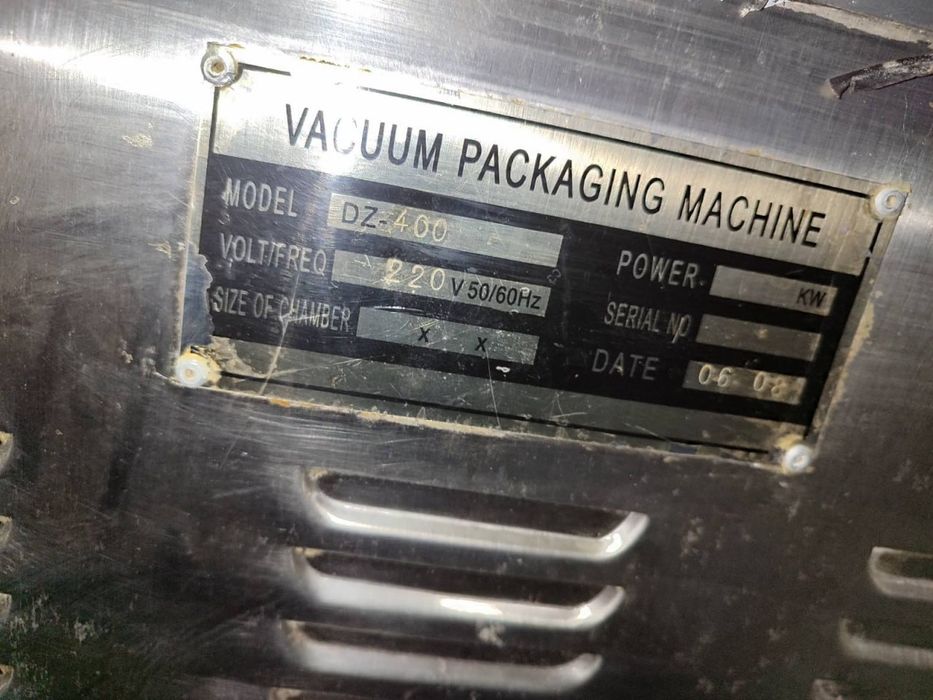 VACUUM PACKAGING MACHINE
MODEL DZ-400
VOLT/FREQ 220 V 50/60Hz
SIZE OF CHAMBER X X
POWER KW
SERIAL NO
DATE 06 08